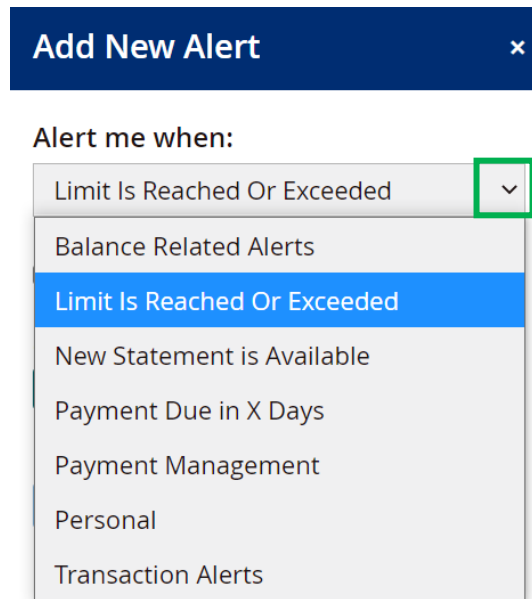 Add New Alert ×
Alert me when:
Limit Is Reached Or Exceeded
Balance Related Alerts
Limit Is Reached Or Exceeded
New Statement is Available
Payment Due in X Days
Payment Management
Personal
Transaction Alerts